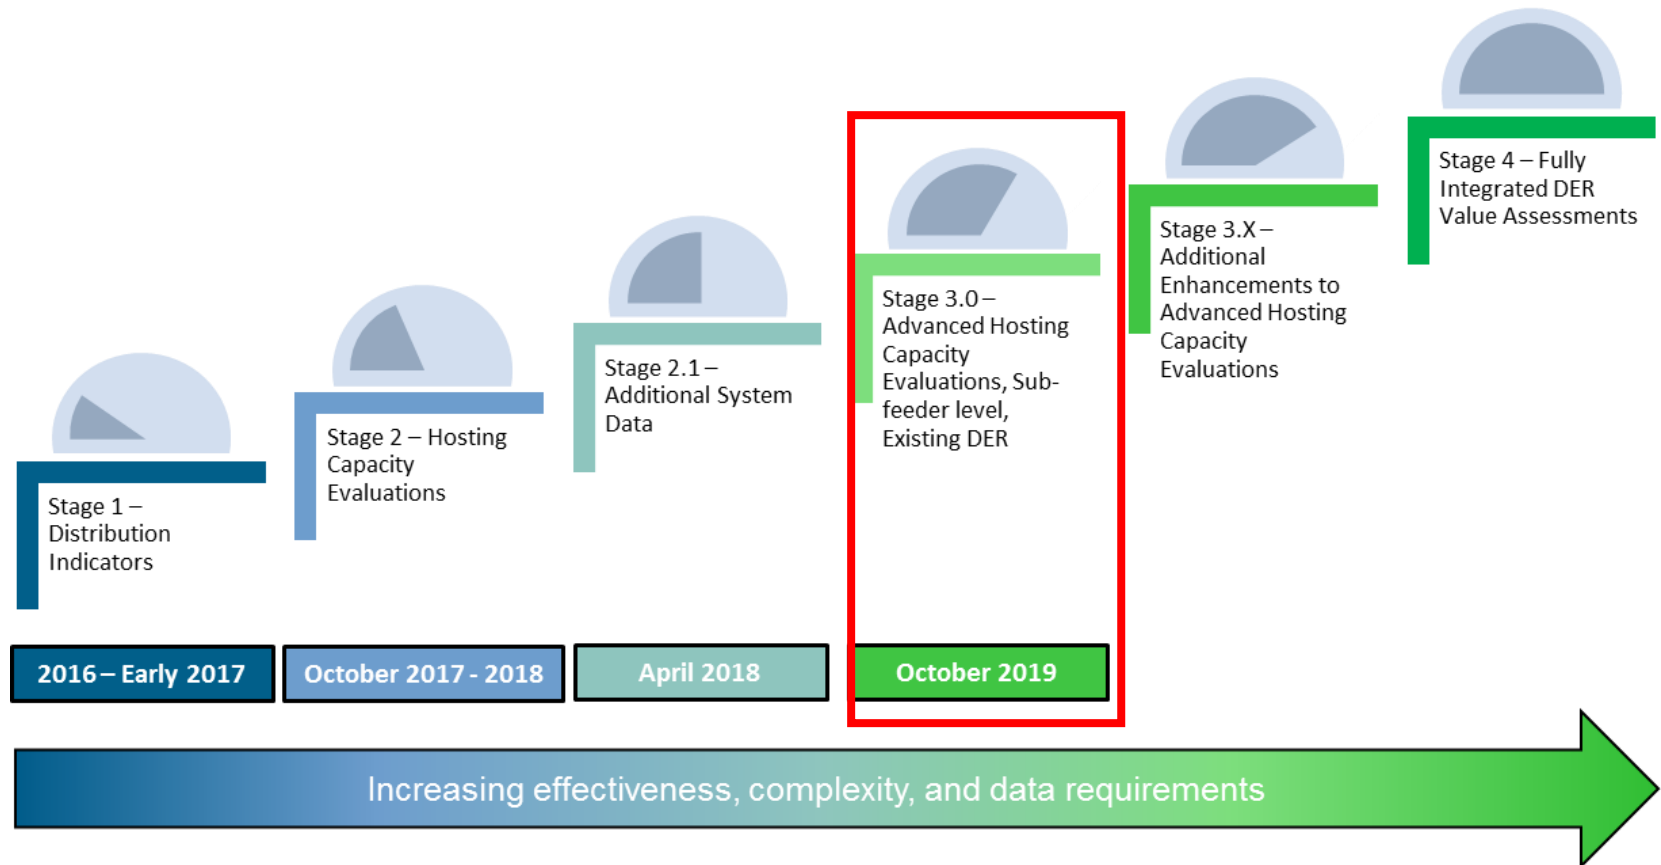 Stage 1 –
Distribution
Indicators
Stage 2 – Hosting
Capacity
Evaluations
Stage 2.1 –
Additional System
Data
Stage 3.0 –
Advanced Hosting
Capacity
Evaluations, Sub-
feeder level,
Existing DER
Stage 3.X –
Additional
Enhancements to
Advanced Hosting
Capacity
Evaluations
Stage 4 – Fully
Integrated DER
Value Assessments
2016 – Early 2017
October 2017 - 2018
April 2018
October 2019
Increasing effectiveness, complexity, and data requirements